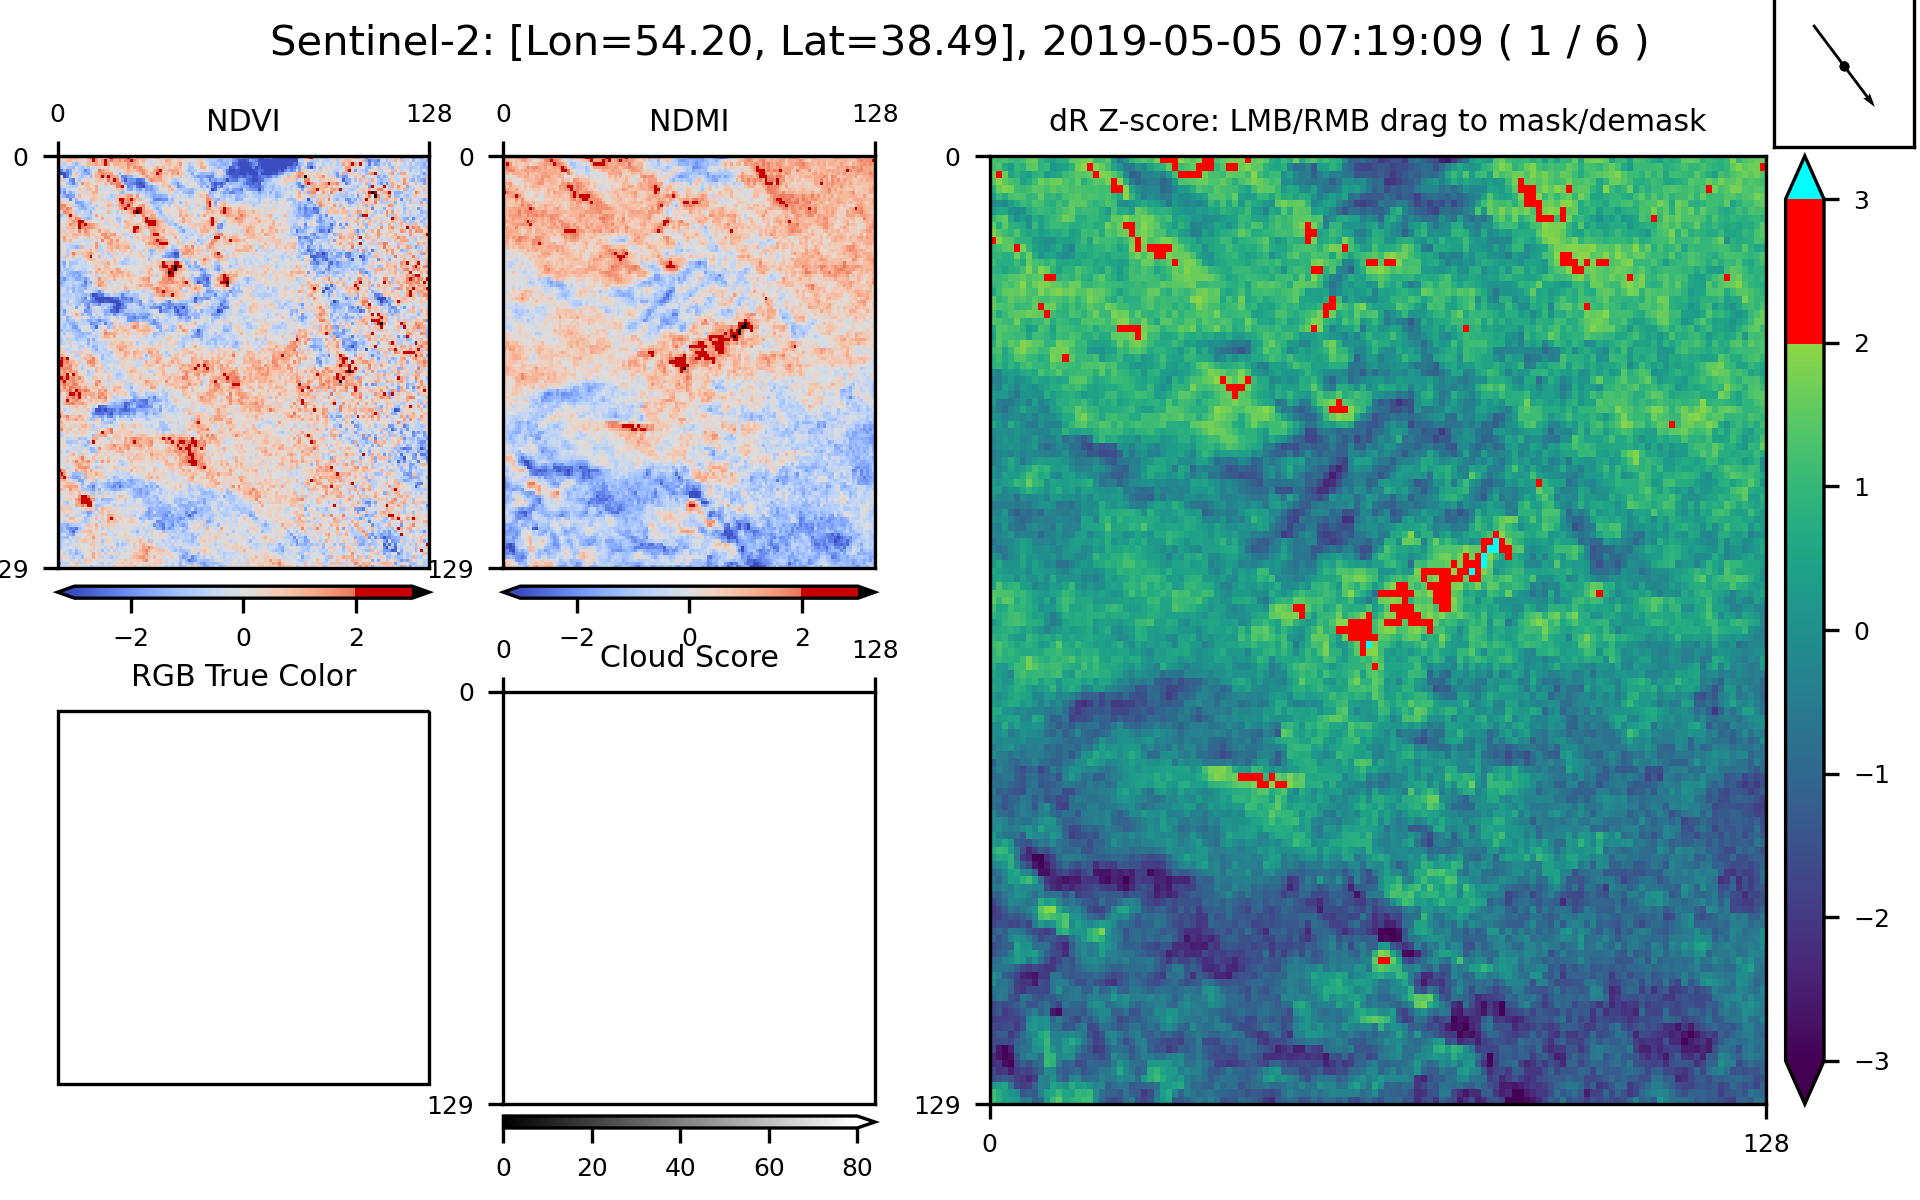 Sentinel-2: [Lon=54.20, Lat=38.49], 2019-05-05 07:19:09 ( 1 / 6 )
NDVI
0 128
0
29
−2 0 2
NDMI
0 128
0
129
−2 0 2
dR Z-score: LMB/RMB drag to mask/demask
0
129
0 128
3
2
1
0
−1
−2
−3
RGB True Color
Cloud Score
0 128
0
129
0 20 40 60 80